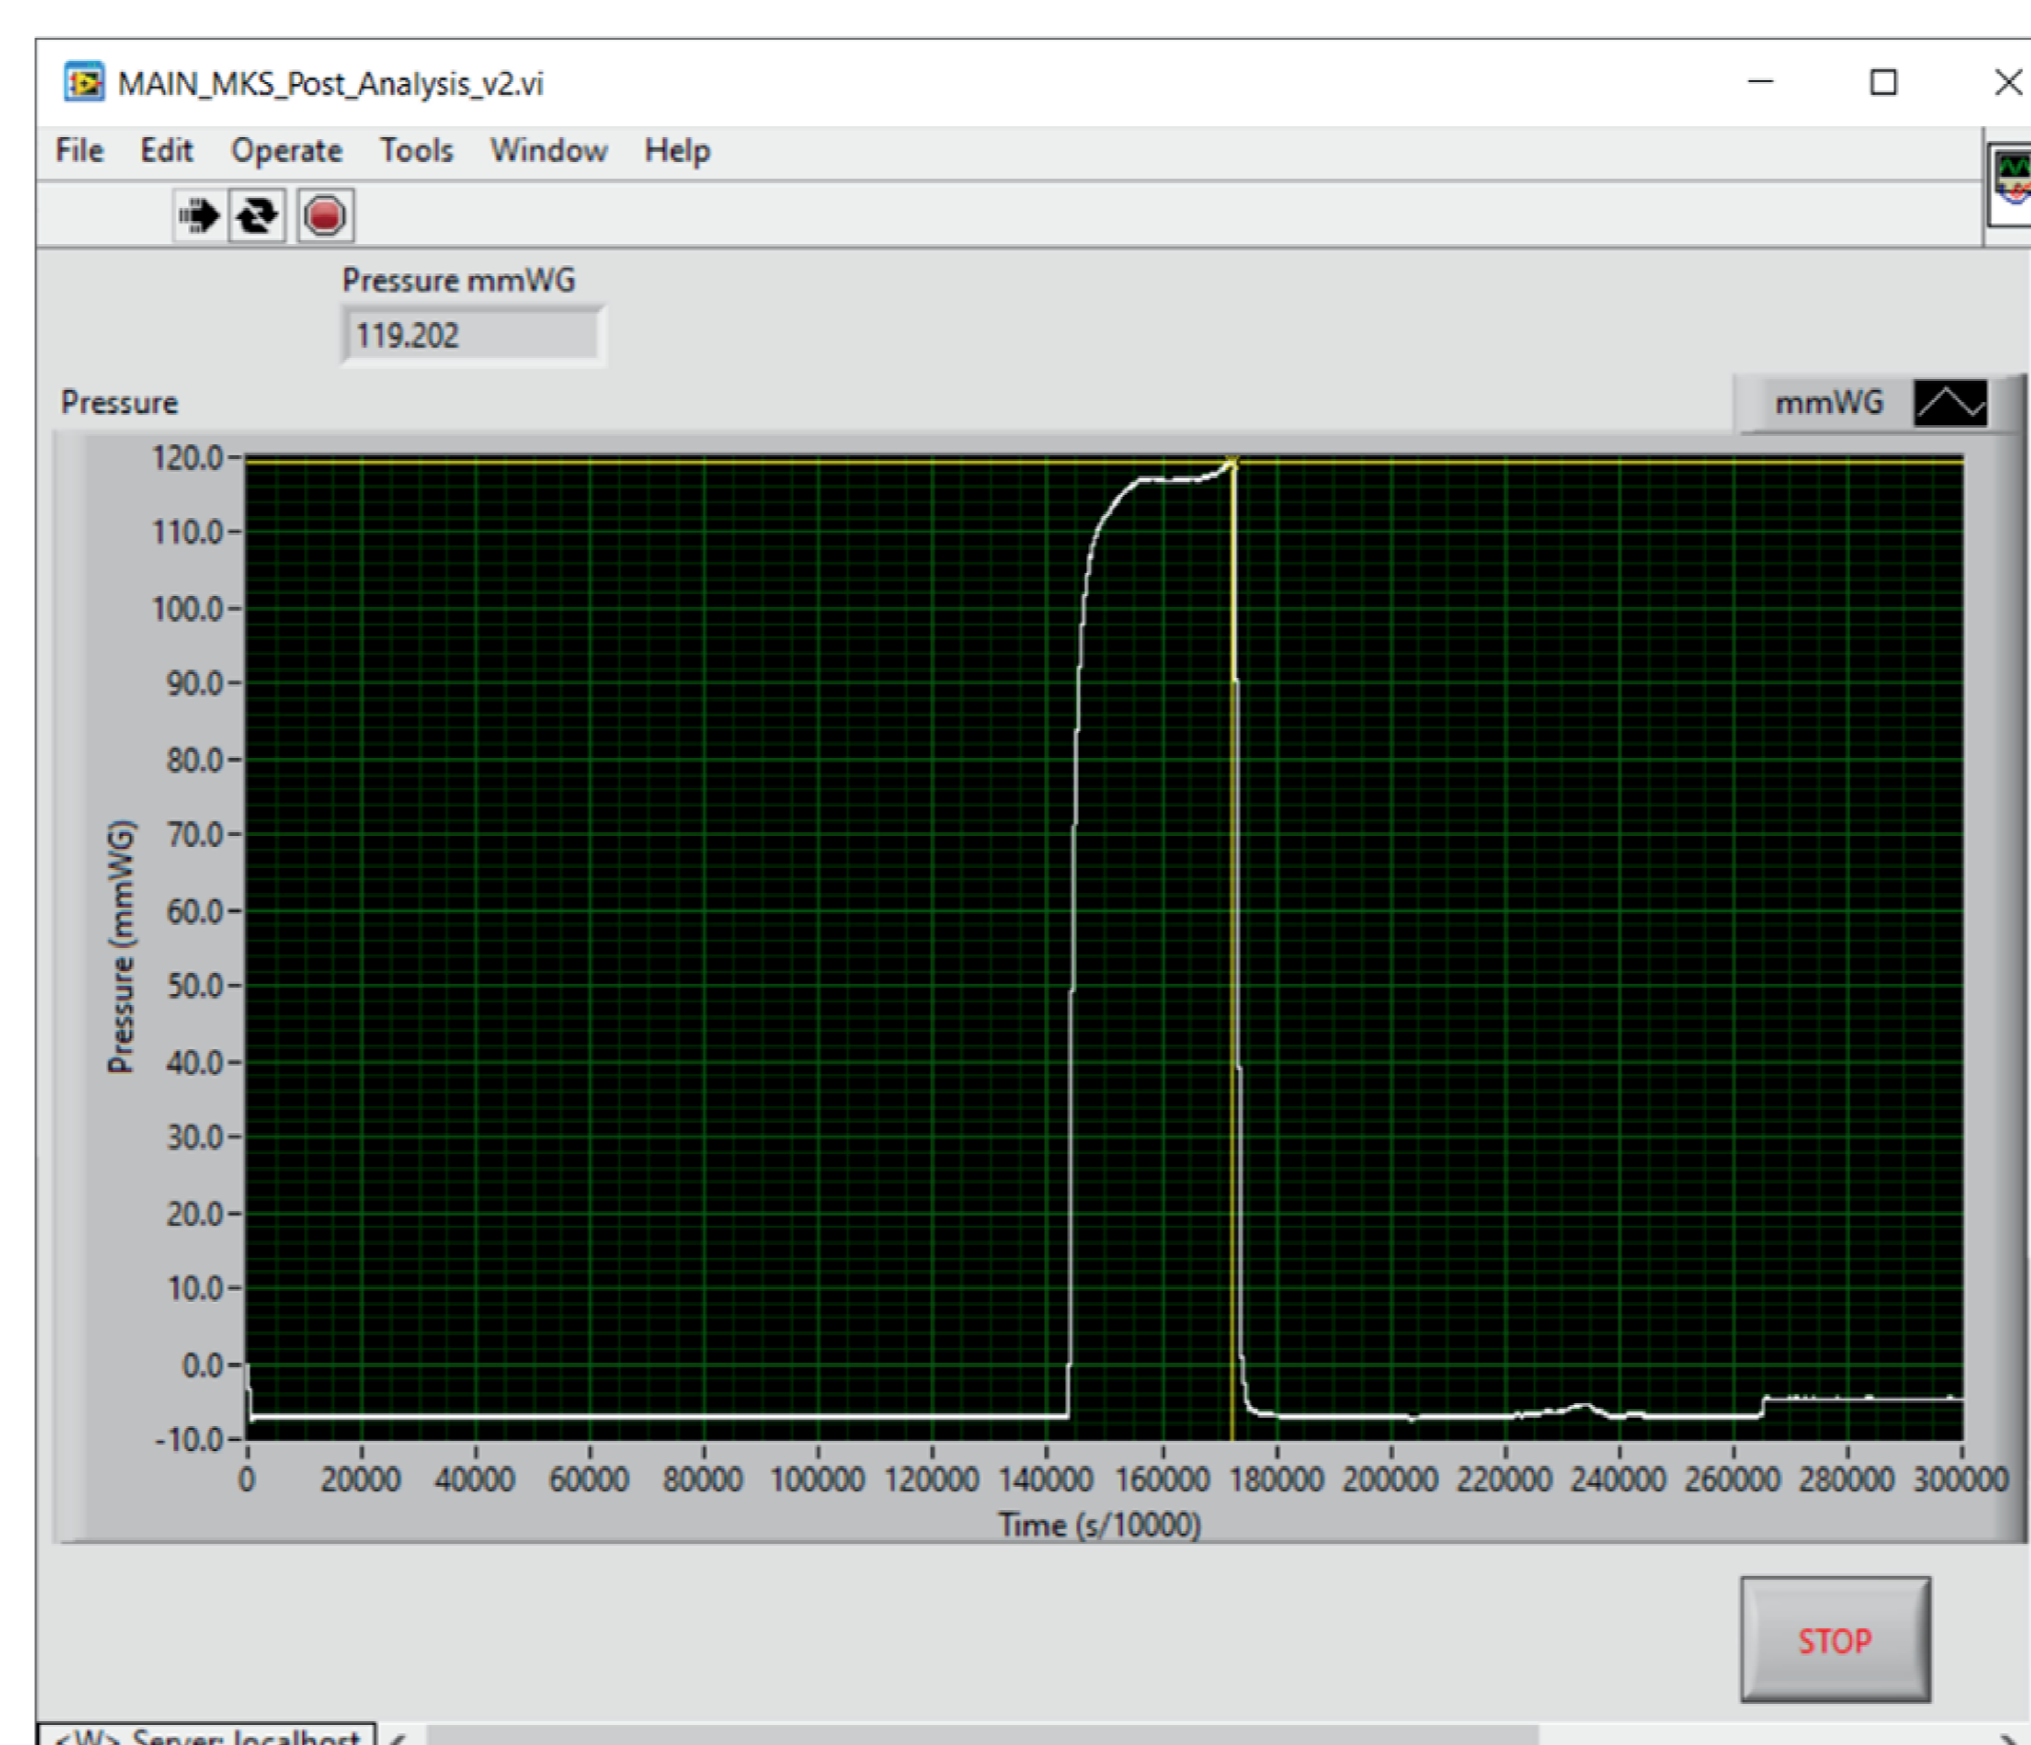 MAIN_MKS_Post_Analysis_v2.vi
File Edit Operate Tools Window Help
Pressure mmWG
119.202
Pressure
mmWG
120.0
110.0
100.0
90.0
80.0
70.0
60.0
50.0
40.0
30.0
20.0
10.0
0.0
-10.0
Pressure (mmWG)
0 20000 40000 60000 80000 100000 120000 140000 160000 180000 200000 220000 240000 260000 280000 300000
Time (s/10000)
STOP
<W> Server: localhost